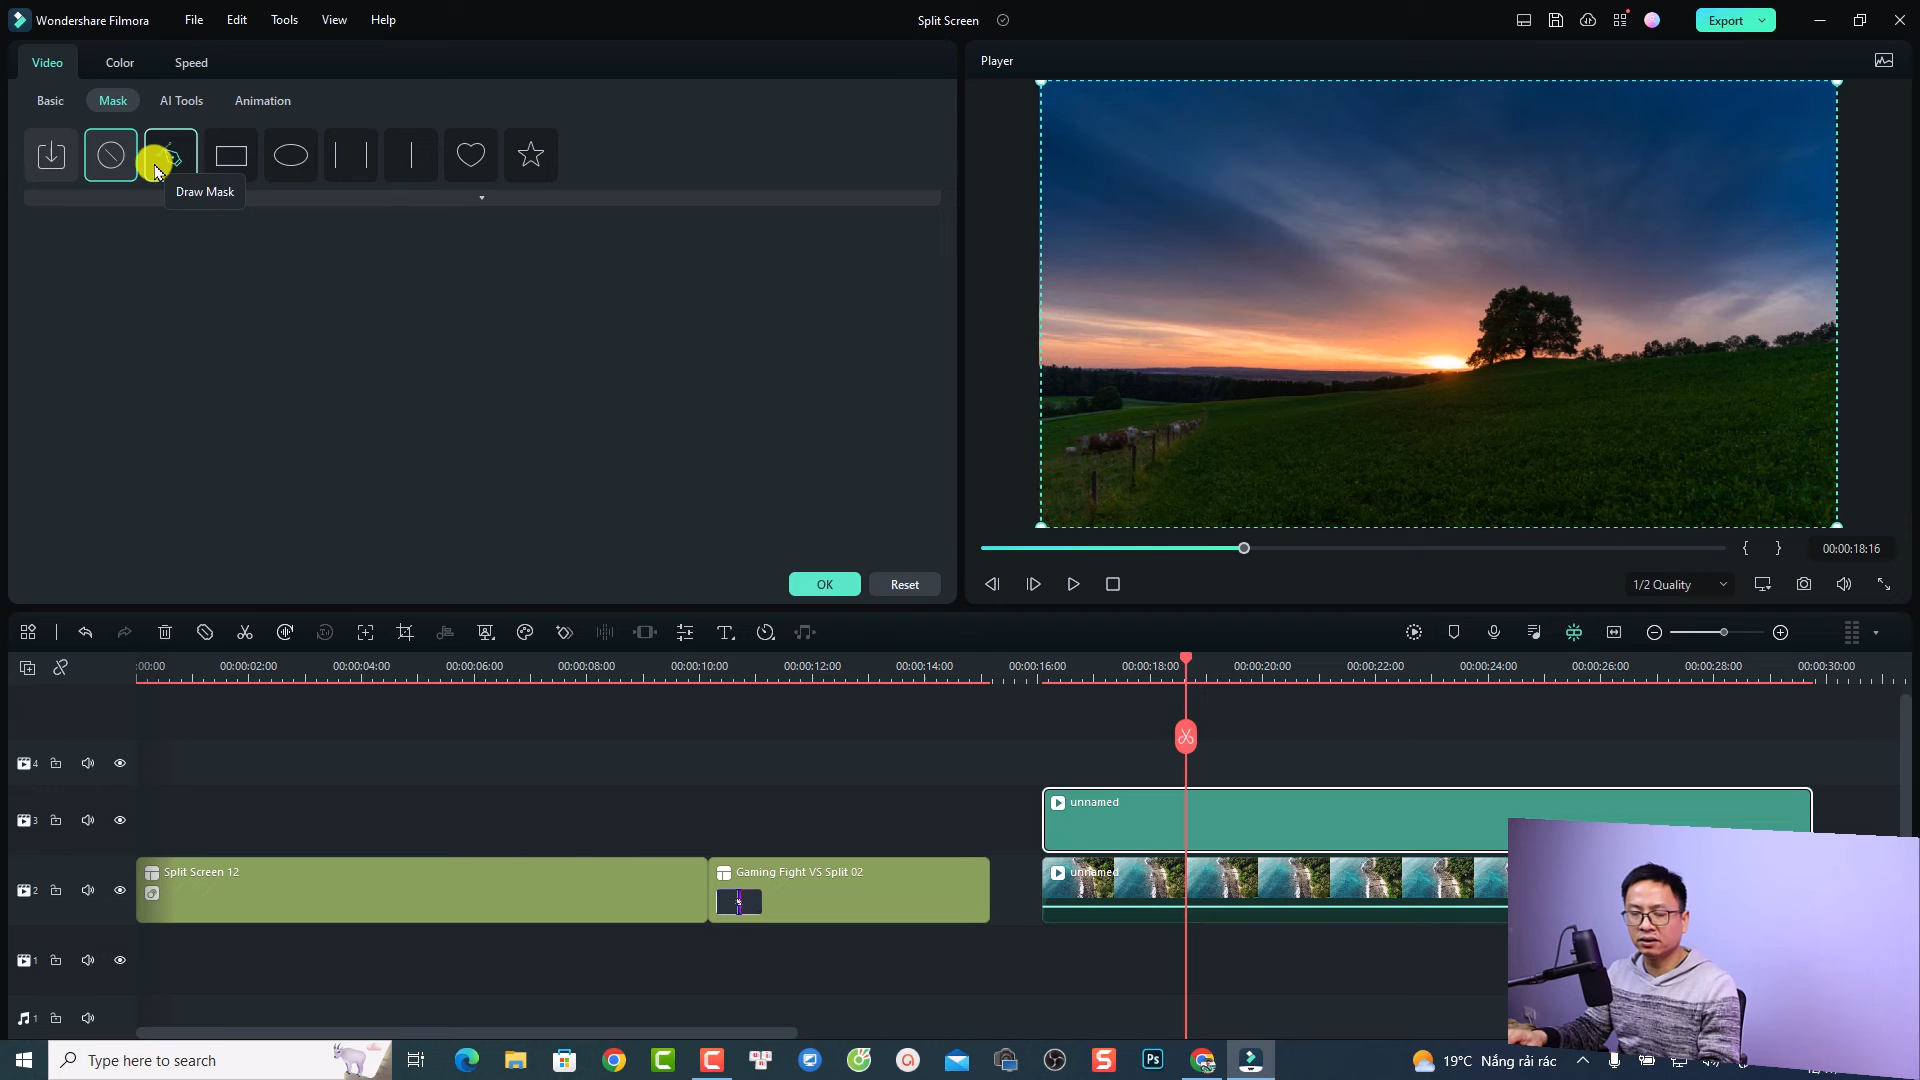 Wondershare Filmora File Edit Tools View Help Split Screen Export
Video Color Speed
Player
Basic Mask AI Tools Animation
Draw Mask
00:00:18:16
OK Reset
1/2 Quality
:00:00 00:00:02:00 00:00:04:00 00:00:06:00 00:00:08:00 00:00:10:00 00:00:12:00 00:00:14:00 00:00:16:00 00:00:18:00 00:00:20:00 00:00:22:00 00:00:24:00 00:00:26:00 00:00:28:00 00:00:30:00
4
3 unnamed
Split Screen 12 Gaming Fight VS Split 02 unnamed
2
1
1
Type here to search 19°C Nắng rải rác